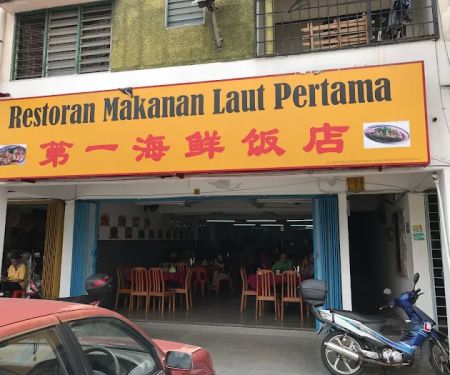 Restoran Makanan Laut Pertama
第一海鲜饭店